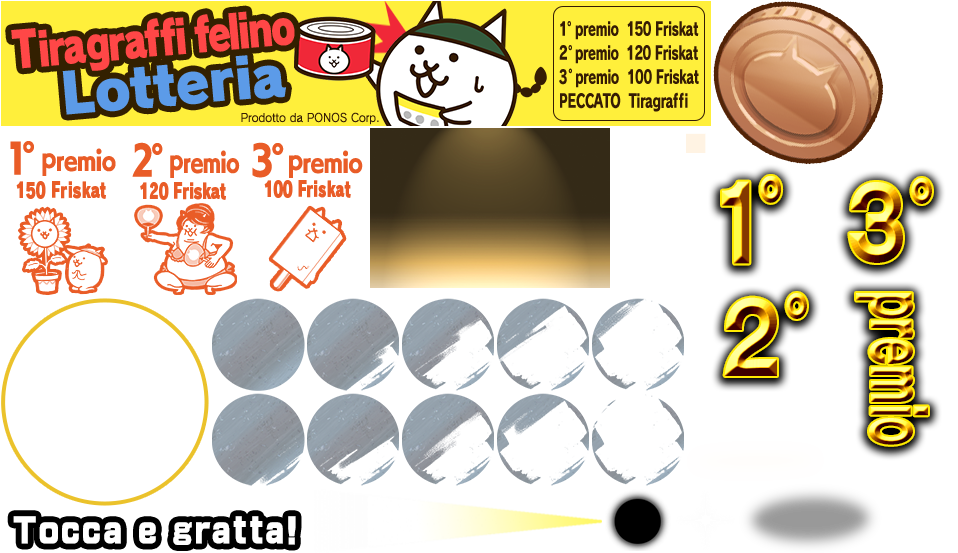 Tiragraffi felino
Lotteria
Prodotto da PONOS Corp.
1° premio 150 Friskat
2° premio 120 Friskat
3° premio 100 Friskat
PECCATO Tiragraffi
1° premio
150 Friskat
2° premio
120 Friskat
3° premio
100 Friskat
1°
3°
2°
premio
Tocca e gratta!